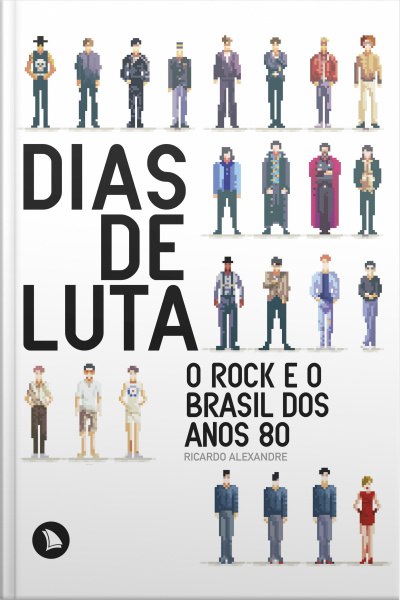 DIAS
DE
LUTA
O ROCK E O
BRASIL DOS
ANOS 80
RICARDO ALEXANDRE